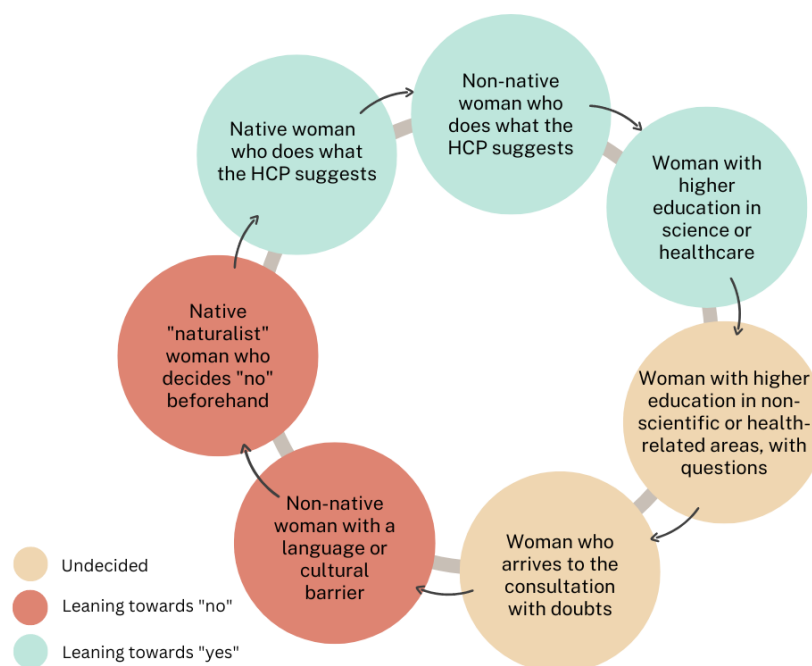 Native woman
who does what
the HCP suggests
Non-native
woman who
does what the
HCP suggests
Woman with
higher
education in
science or
healthcare
Woman with higher
education in non-
scientific or health-
related areas, with
questions
Woman who
arrives to the
consultation
with doubts
Non-native
woman with a
language or
cultural
barrier
Native
"naturalist"
woman who
decides "no"
beforehand
Undecided
Leaning towards "no"
Leaning towards "yes"